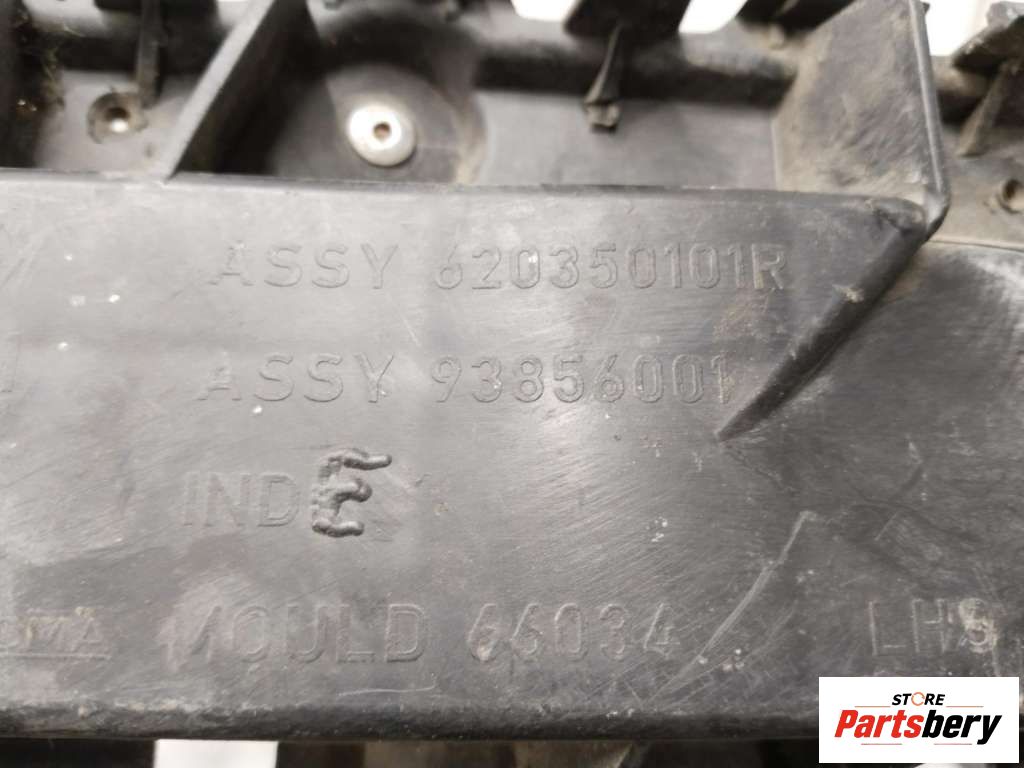 ASSY 620350101R
ASSY 93856001
INDE
MOULD 66034
LHS
STORE
Partsbery